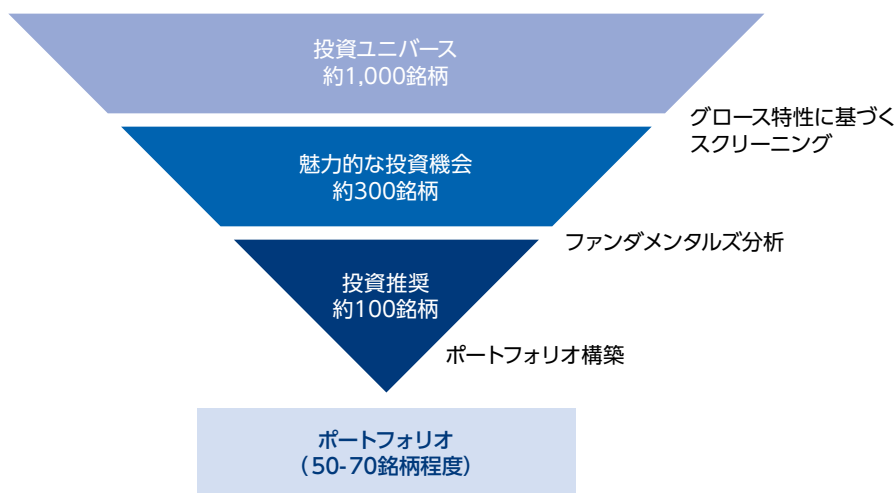 投資ユニバース
約1,000銘柄
グロース特性に基づく
スクリーニング
魅力的な投資機会
約300銘柄
ファンダメンタルズ分析
投資推奨
約100銘柄
ポートフォリオ構築
ポートフォリオ
（50-70銘柄程度）